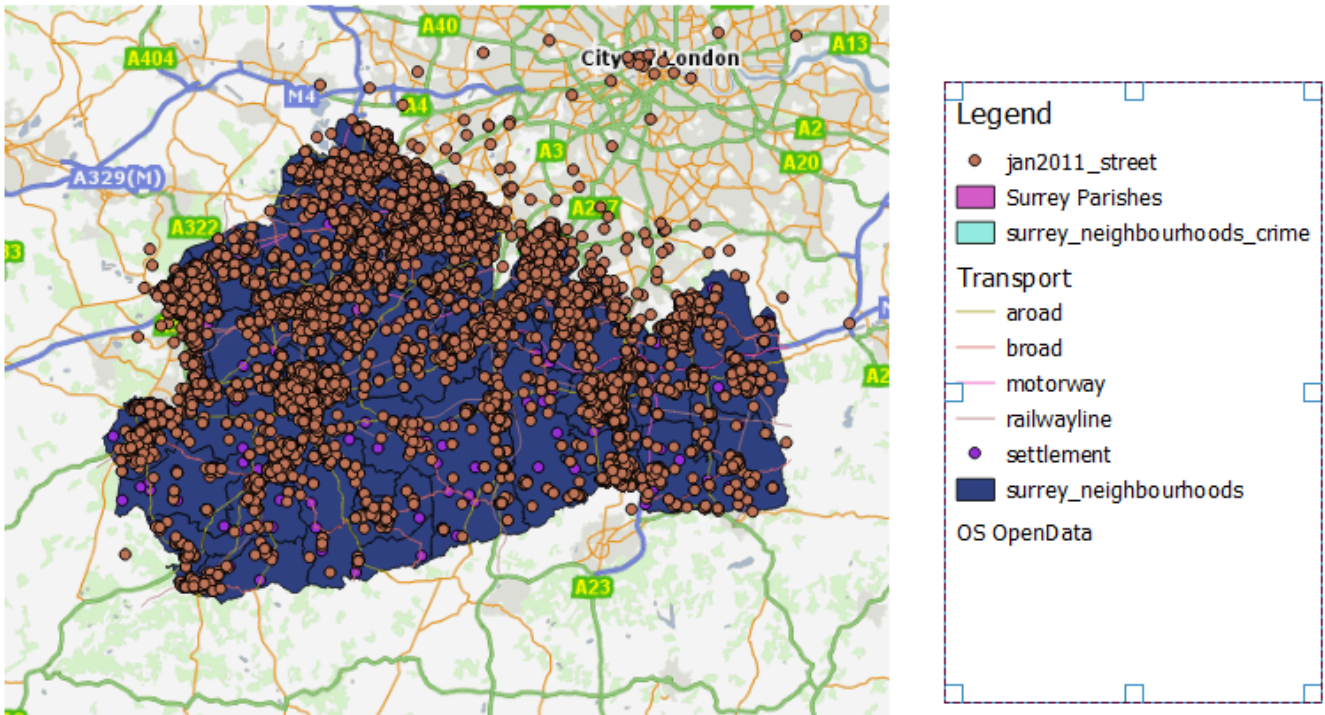 A40
A13
City of London
A404
M4
A4
A2
A3
A20
A329(M)
A322
A23
Legend
jan2011_street
Surrey Parishes
surrey_neighbourhoods_crime
Transport
aroad
broad
motorway
railwayline
settlement
surrey_neighbourhoods
OS OpenData